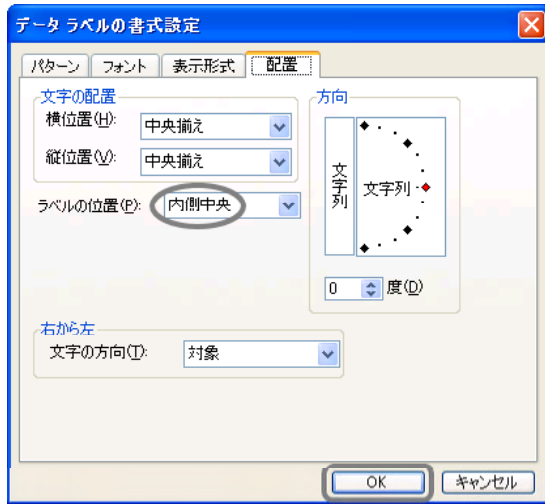 データ ラベルの書式設定
パターン フォント 表示形式 配置
文字の配置
横位置(H): 中央揃え
縦位置(V): 中央揃え
ラベルの位置(P): 内側中央
方向
文字列
文字列
0 度(D)
右から左
文字の方向(T): 対象
OK キャンセル